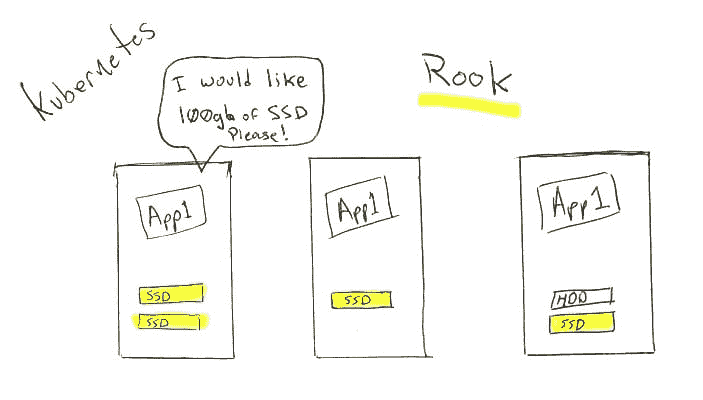 Kubernetes
Rook
I would like
100gb of SSD
Please!
App1
SSD
SSD
App1
SSD
App1
HDD
SSD